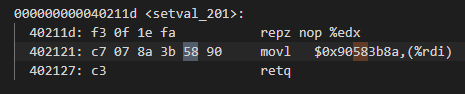 000000000040211d <setval_201>:
40211d: f3 0f 1e fa repz nop %edx
402121: c7 07 8a 3b 58 90 movl $0x90583b8a,(%rdi)
402127: c3 retq